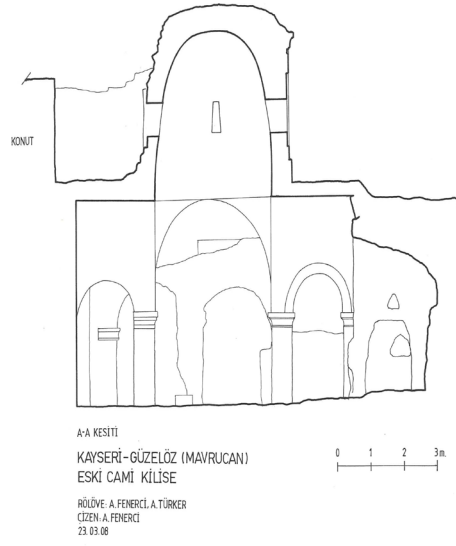 KONUT
A-A KESİTİ
KAYSERİ-GÜZELÖZ (MAVRUCAN)
ESKİ CAMİ KİLİSE
RÖLÖVE: A.FENERCİ, A.TÜRKER
ÇİZEN: A.FENERCİ
23.03.08
0 1 2 3 m.